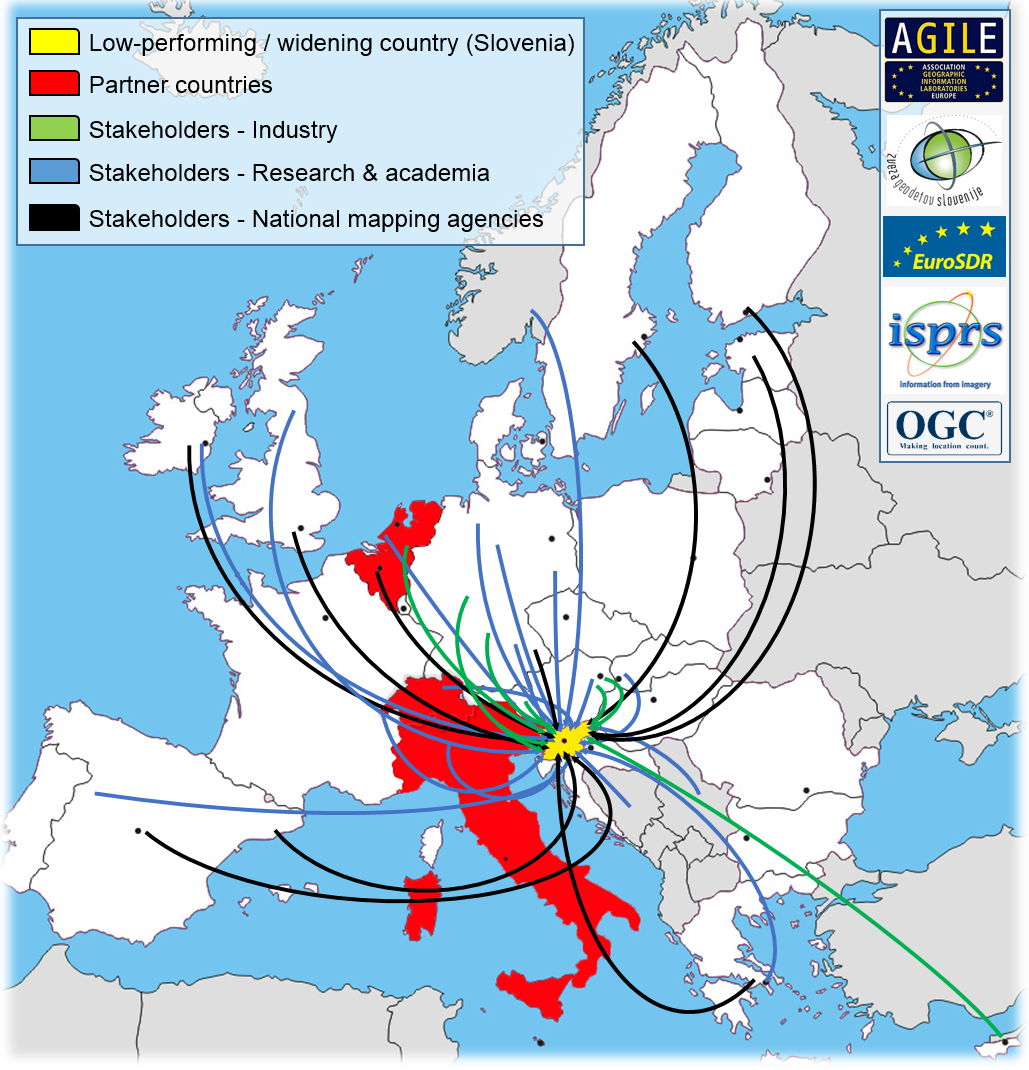 Low-performing / widening country (Slovenia)
Partner countries
Stakeholders - Industry
Stakeholders - Research & academia
Stakeholders - National mapping agencies
AGILE
ASSOCIATION
GEOGRAPHIC
INFORMATION
LABORATORIES
EUROPE
zveza geodetov slovenije
EuroSDR
isprs
information from imagery
OGC®
Making location count.